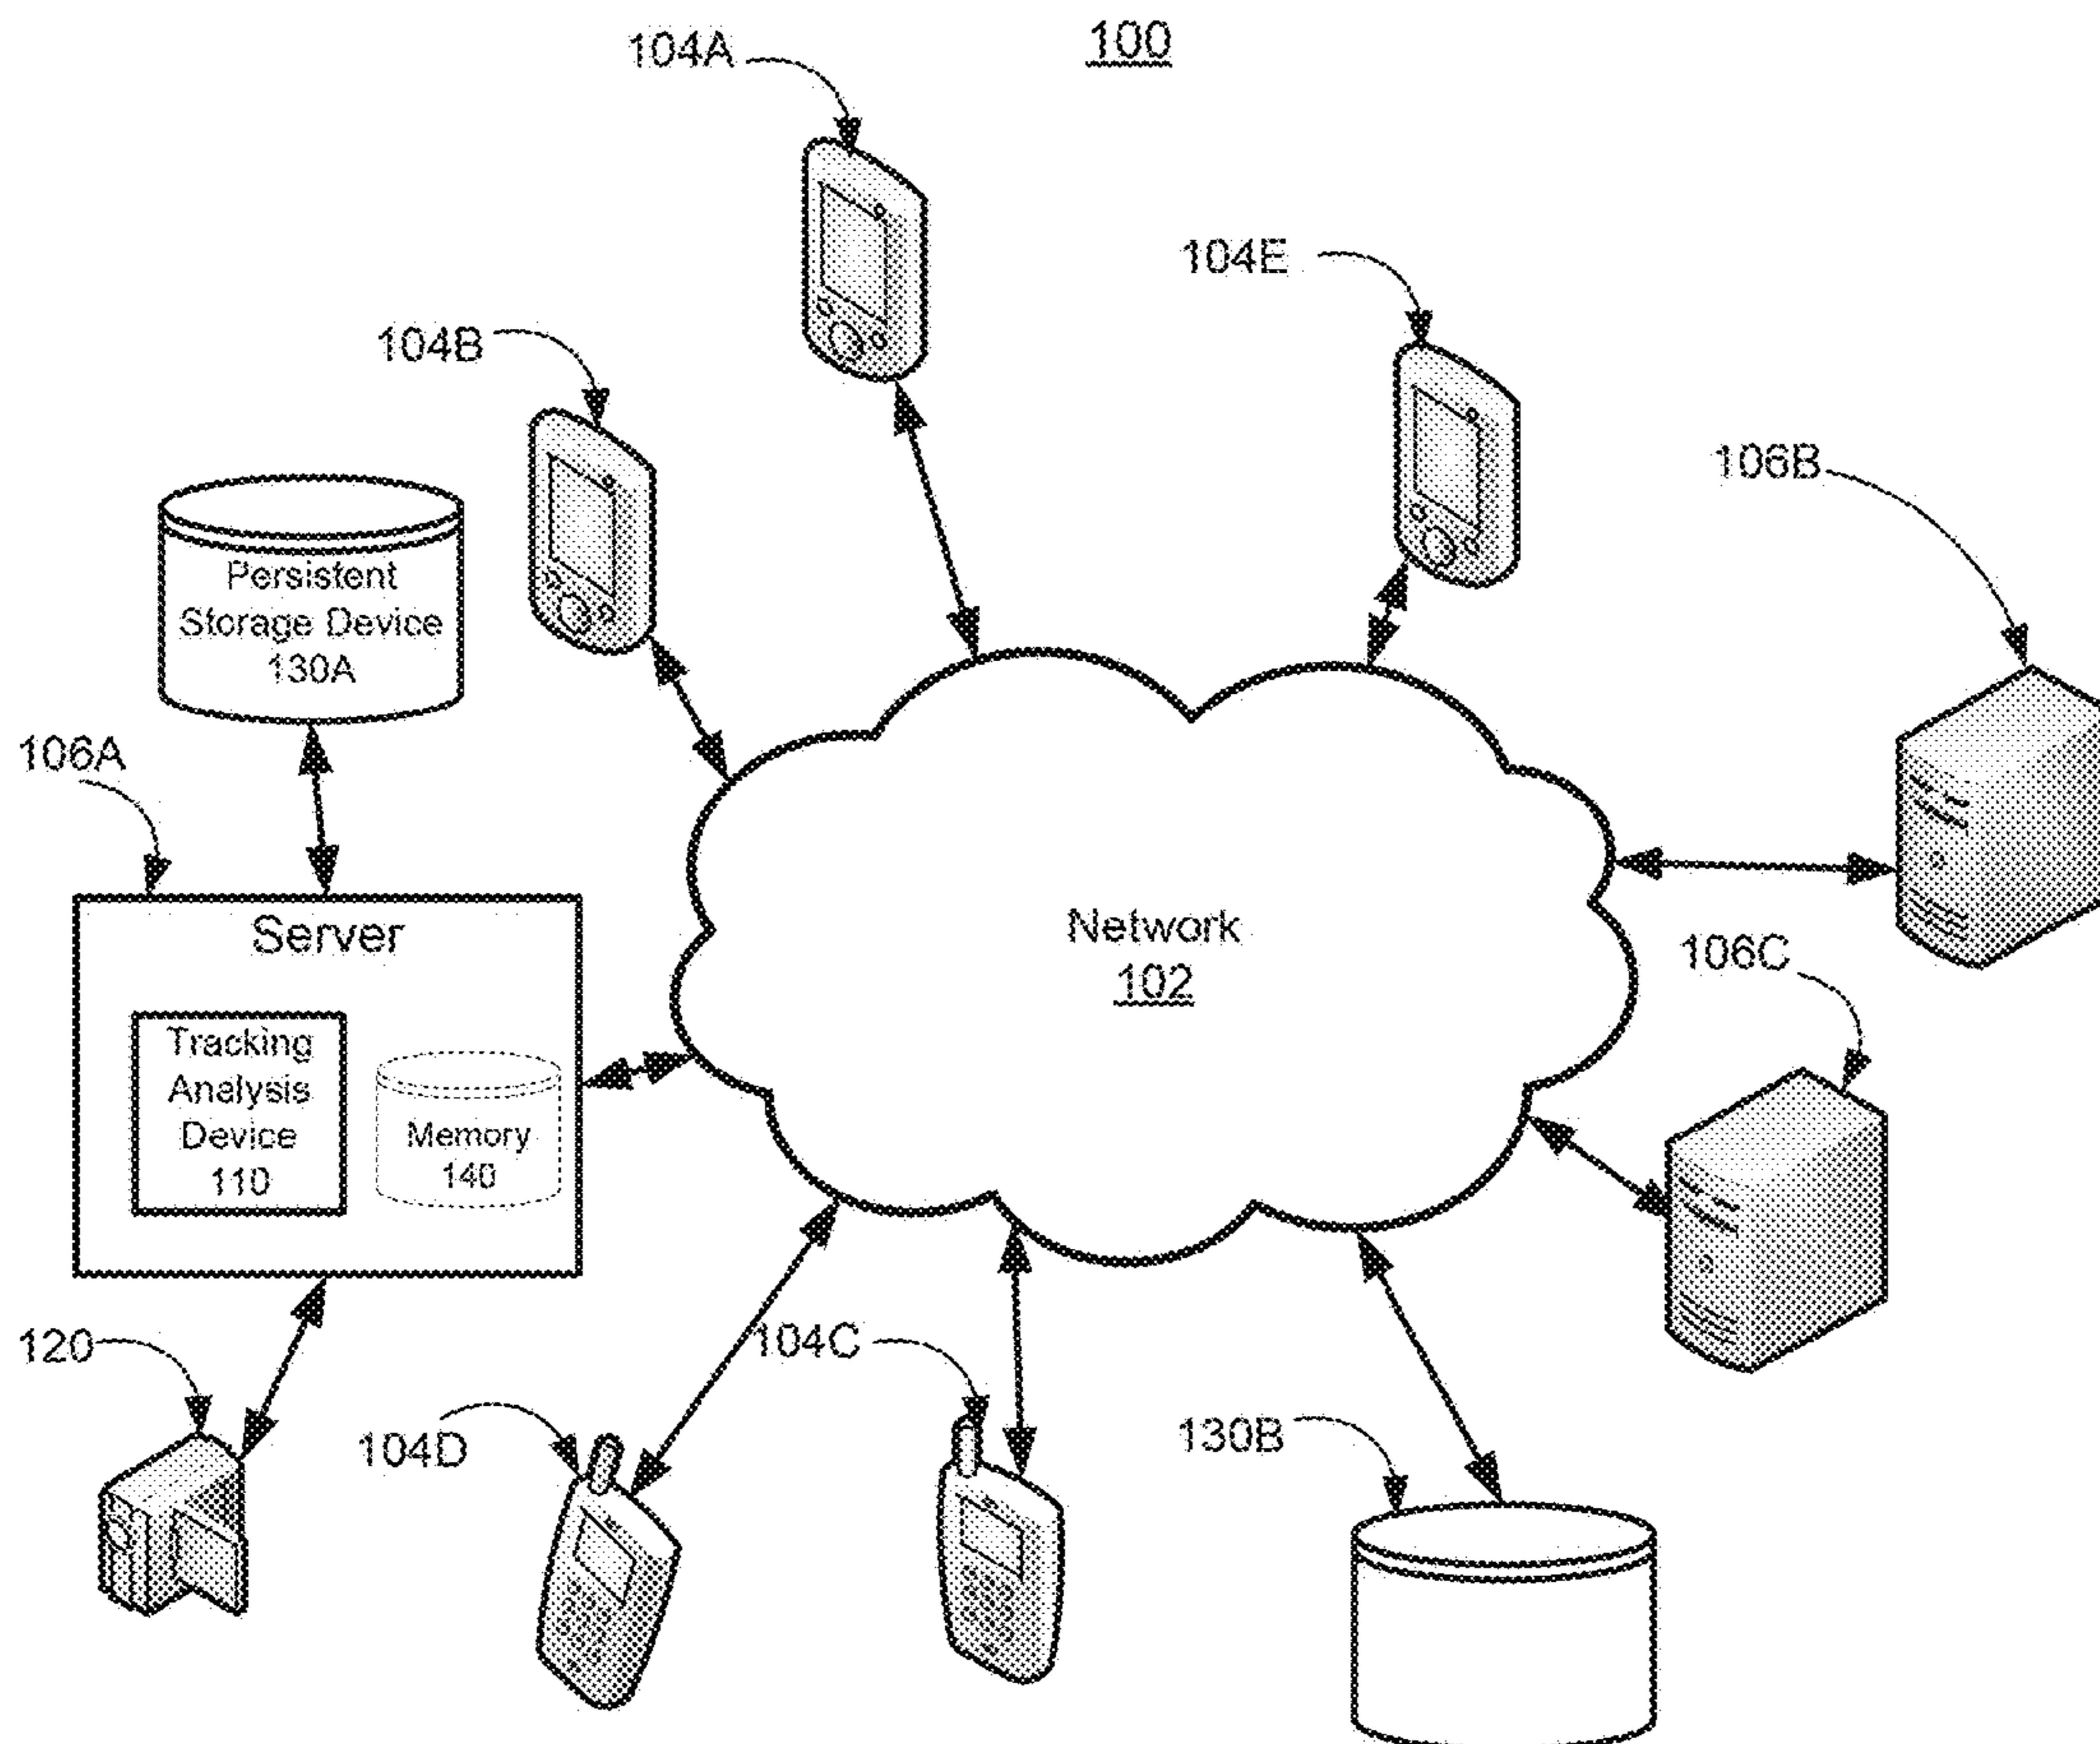 100
104A
104E
104B
106B
Persistent
Storage Device
130A
106A
Server
Network
102
106C
Tracking
Analysis
Device
110
Memory
140
120
104C
104D
130B